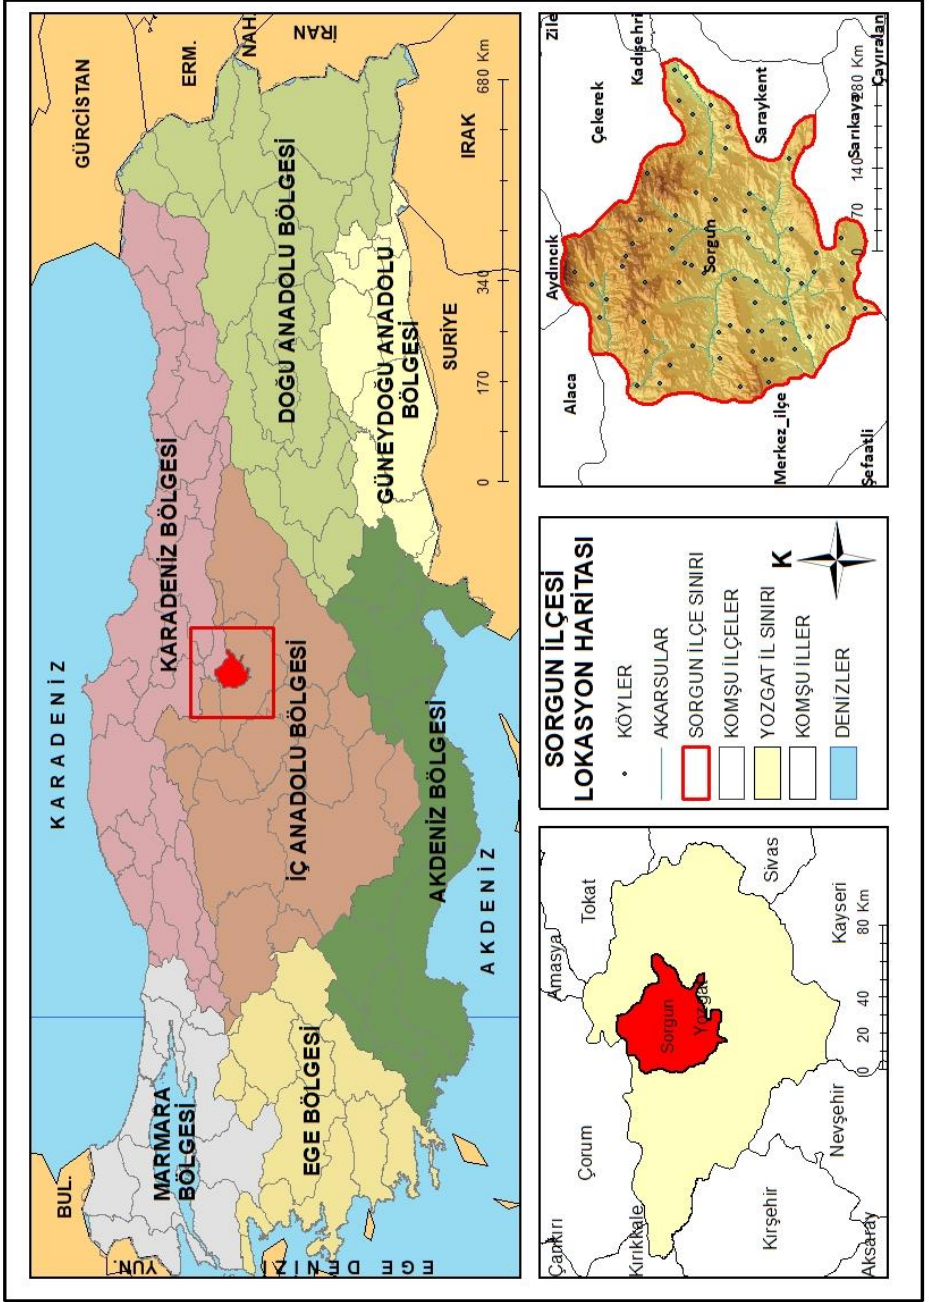 BUL.
YUN.
GÜRCİSTAN
ERM.
NAH.
İRAN
IRAK
SURİYE
KARADENİZ
EGE DENİZİ
AKDENİZ
MARMARA
BÖLGESİ
KARADENİZ BÖLGESİ
EGE BÖLGESİ
İÇ ANADOLU BÖLGESİ
DOĞU ANADOLU BÖLGESİ
GÜNEYDOĞU ANADOLU
BÖLGESİ
AKDENİZ BÖLGESİ
0 170 340 680 Km
Çankırı
Çorum
Amasya
Tokat
Kırıkkale
Sorgun
Yozgat
Sivas
Kırşehir
Nevşehir
Kayseri
Aksaray
0 20 40 80 Km
SORGUN İLÇESİ
LOKASYON HARİTASI
KÖYLER
AKARSULAR
SORGUN İLÇE SINIRI
KOMŞU İLÇELER
YOZGAT İL SINIRI
KOMŞU İLLER
DENİZLER
K
Zile
Aydıncık
Alaca
Çekerek
Kadışehri
Sorgun
Saraykent
Merkez_ilçe
Sarıkaya
Şefaatli
Çayıralan
0 70 140 280 Km